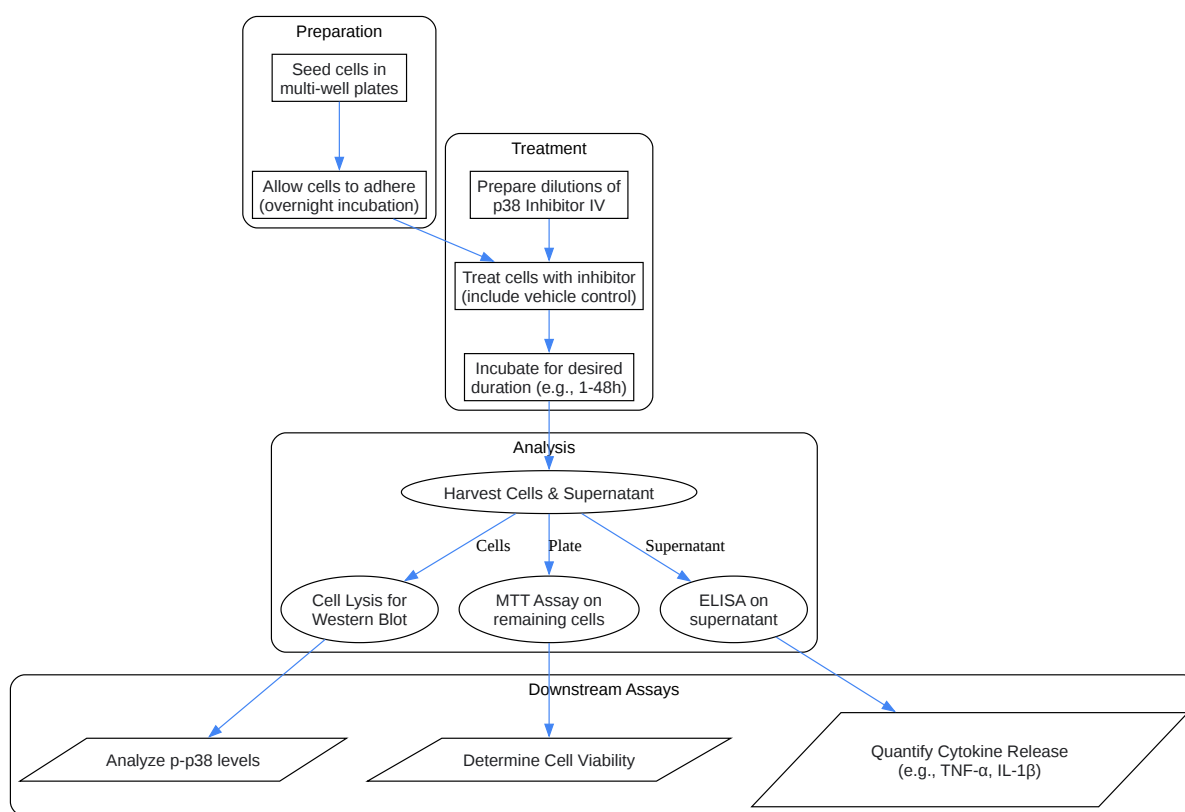 Preparation
Seed cells in
multi-well plates
Allow cells to adhere
(overnight incubation)
Treatment
Prepare dilutions of
p38 Inhibitor IV
Treat cells with inhibitor
(include vehicle control)
Incubate for desired
duration (e.g., 1-48h)
Analysis
Harvest Cells & Supernatant
Cells
Plate
Supernatant
Cell Lysis for
Western Blot
MTT Assay on
remaining cells
ELISA on
supernatant
Downstream Assays
Analyze p-p38 levels
Determine Cell Viability
Quantify Cytokine Release
(e.g., TNF-α, IL-1β)